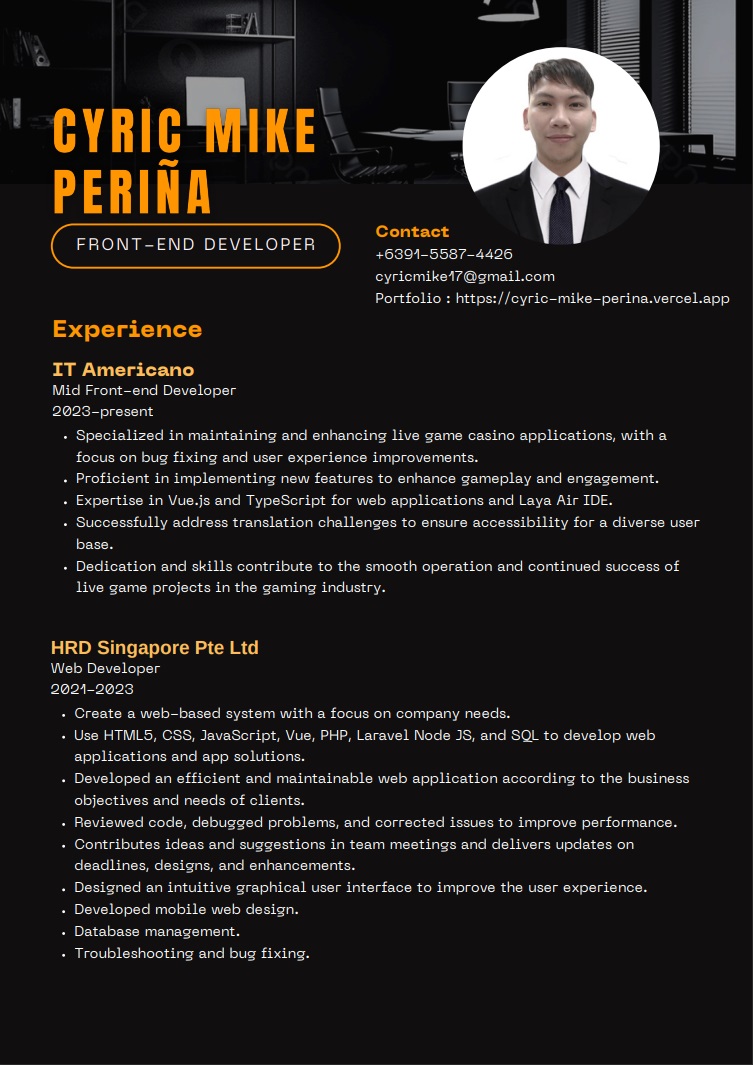 CYRIC MIKE
PERIÑA
FRONT-END DEVELOPER
Contact
+6391-5587-4426
cyricmike17@gmail.com
Portfolio : https://cyric-mike-perina.vercel.app
Experience
IT Americano
Mid Front-end Developer
2023-present
• Specialized in maintaining and enhancing live game casino applications, with a
focus on bug fixing and user experience improvements.
• Proficient in implementing new features to enhance gameplay and engagement.
• Expertise in Vue.js and TypeScript for web applications and Laya Air IDE.
• Successfully address translation challenges to ensure accessibility for a diverse user
base.
• Dedication and skills contribute to the smooth operation and continued success of
live game projects in the gaming industry.
HRD Singapore Pte Ltd
Web Developer
2021-2023
• Create a web-based system with a focus on company needs.
• Use HTML5, CSS, JavaScript, Vue, PHP, Laravel Node JS, and SQL to develop web
applications and app solutions.
• Developed an efficient and maintainable web application according to the business
objectives and needs of clients.
• Reviewed code, debugged problems, and corrected issues to improve performance.
• Contributes ideas and suggestions in team meetings and delivers updates on
deadlines, designs, and enhancements.
• Designed an intuitive graphical user interface to improve the user experience.
• Developed mobile web design.
• Database management.
• Troubleshooting and bug fixing.